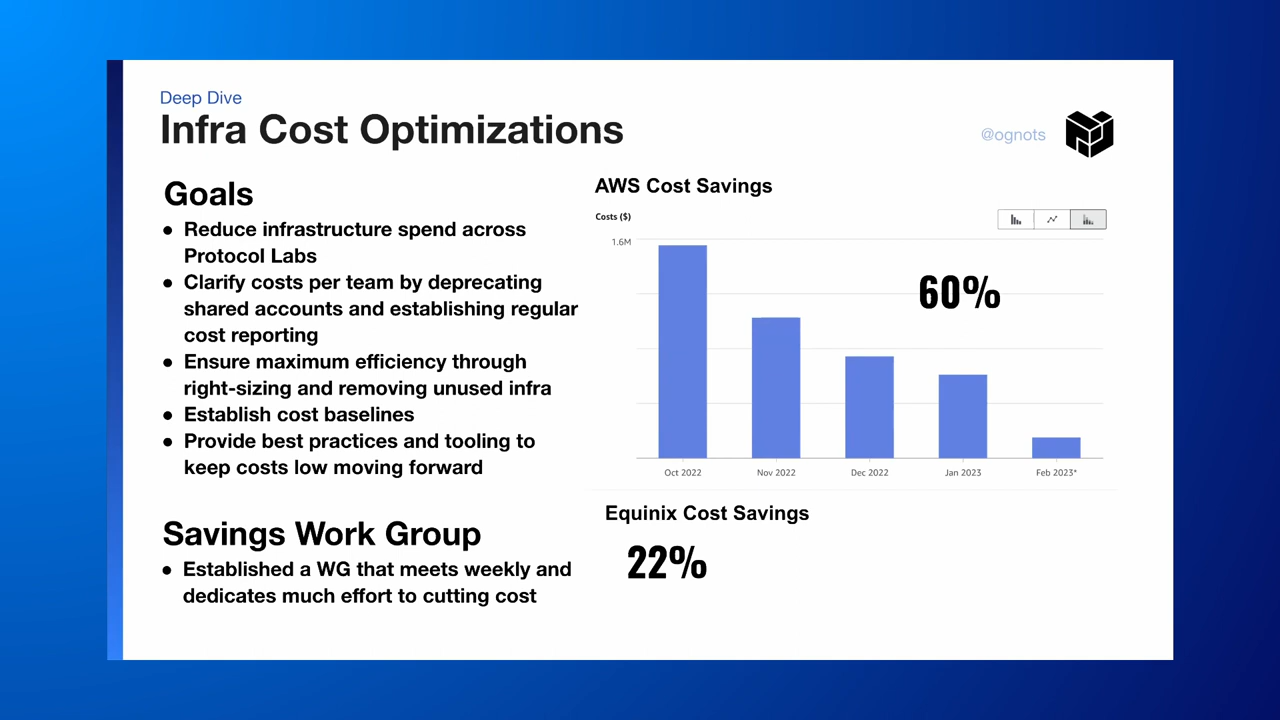 Deep Dive
Infra Cost Optimizations
@ognots
Goals
● Reduce infrastructure spend across
Protocol Labs
● Clarify costs per team by deprecating
shared accounts and establishing regular
cost reporting
● Ensure maximum efficiency through
right-sizing and removing unused infra
● Establish cost baselines
● Provide best practices and tooling to
keep costs low moving forward
Savings Work Group
● Established a WG that meets weekly and
dedicates much effort to cutting cost
AWS Cost Savings
Costs ($)
1.6M
60%
Oct 2022 Nov 2022 Dec 2022 Jan 2023 Feb 2023*
Equinix Cost Savings
22%